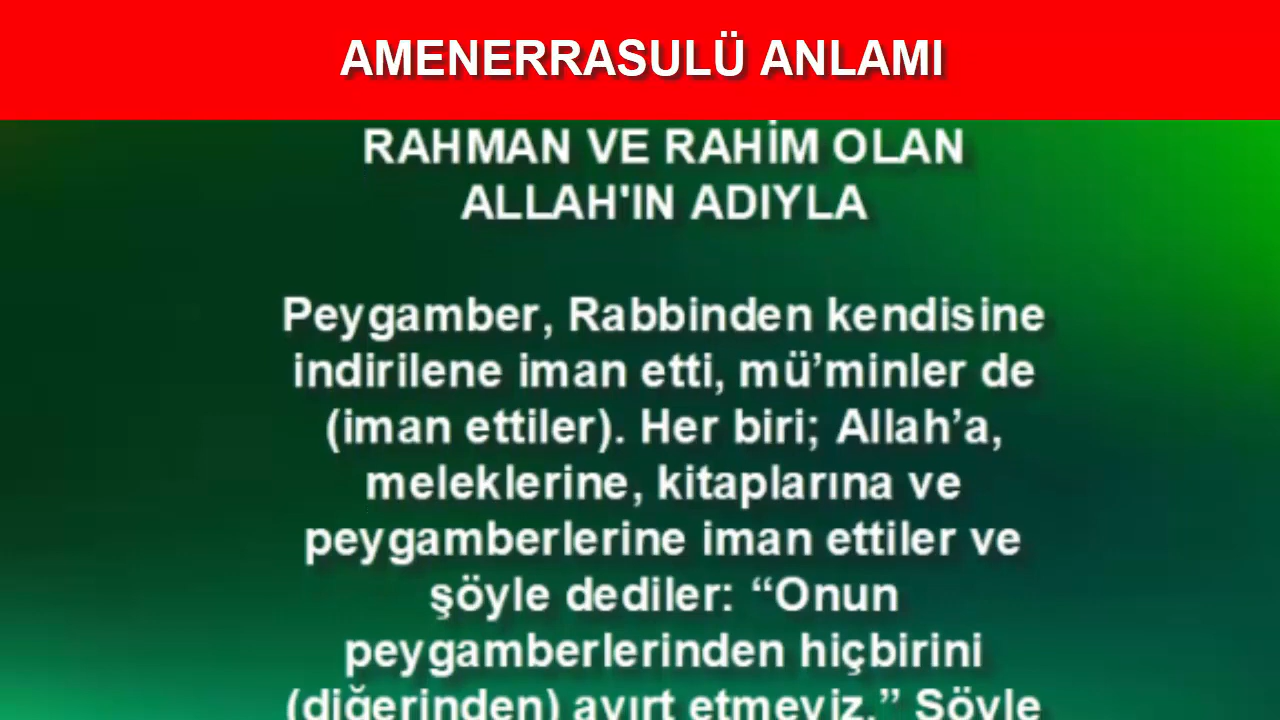 AMENERRASULÜ ANLAMI
RAHMAN VE RAHİM OLAN
ALLAH'IN ADIYLA
Peygamber, Rabbinden kendisine
indirilene iman etti, mü’minler de
(iman ettiler). Her biri; Allah’a,
meleklerine, kitaplarına ve
peygamberlerine iman ettiler ve
şöyle dediler: “Onun
peygamberlerinden hiçbirini
(diğerinden) ayırt etmeyiz.” Şöyle